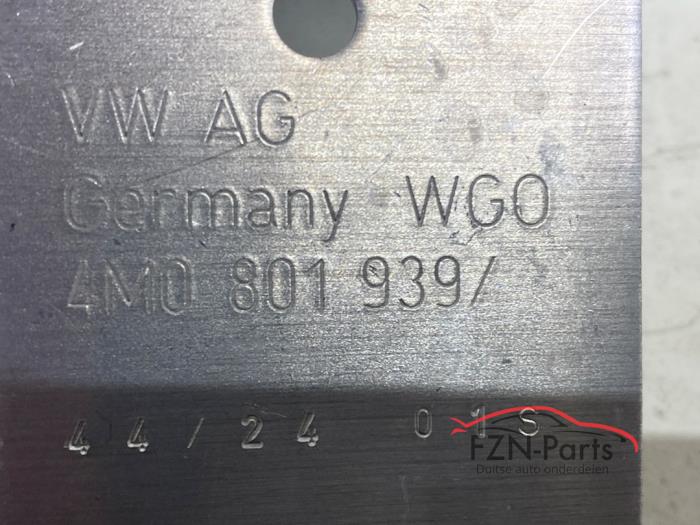 VW AG
Germany WGO
4M0 801 939/
44/24 01S
FZN-Parts
Duitse auto onderdelen